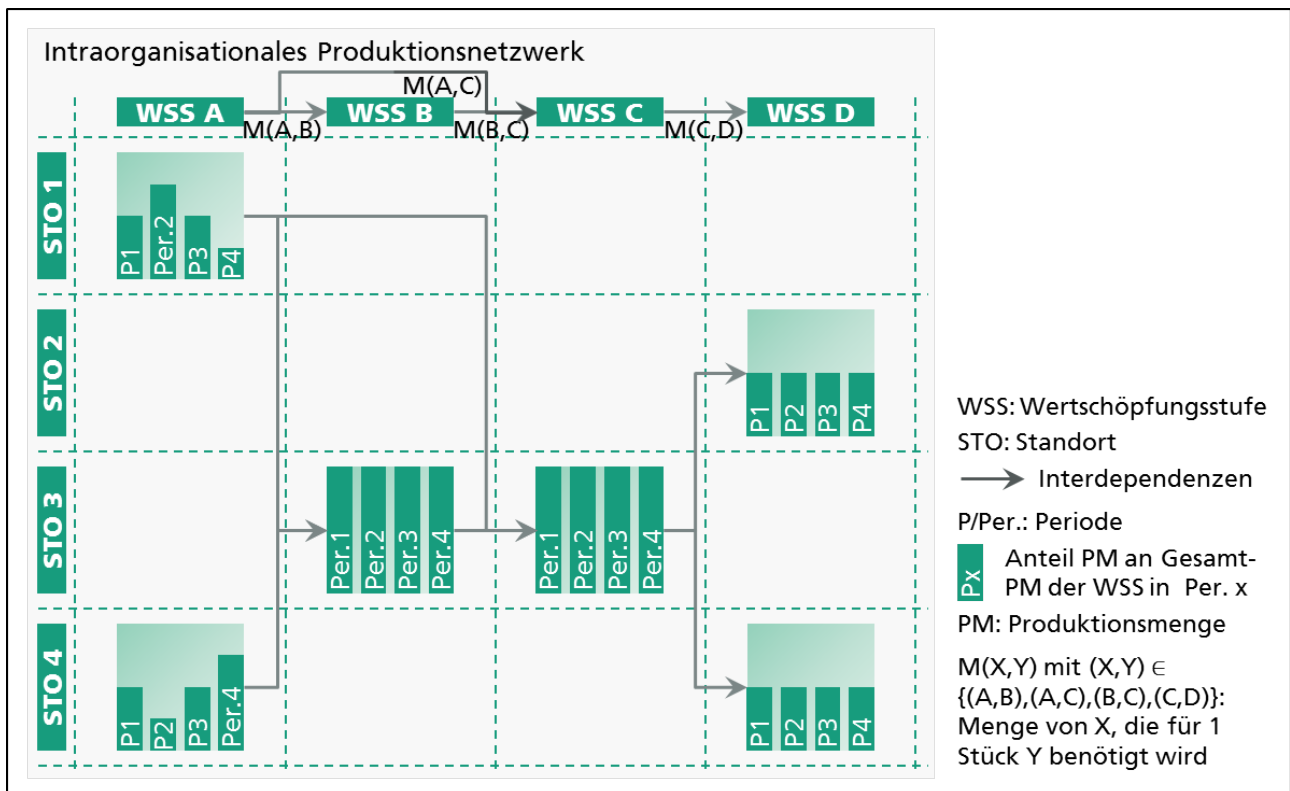 Intraorganisationales Produktionsnetzwerk
M(A,C)
WSS A
WSS B
WSS C
WSS D
M(A,B)
M(B,C)
M(C,D)
STO 1
P1
Per.2
P3
P4
STO 2
P1
P2
P3
P4
STO 3
Per.1
Per.2
Per.3
Per.4
Per.1
Per.2
Per.3
Per.4
STO 4
P1
P2
P3
Per.4
P1
P2
P3
P4
WSS: Wertschöpfungsstufe
STO: Standort
Interdependenzen
P/Per.: Periode
Px
Anteil PM an Gesamt-
PM der WSS in Per. x
PM: Produktionsmenge
M(X,Y) mit (X,Y) ∈
{(A,B),(A,C),(B,C),(C,D)}:
Menge von X, die für 1
Stück Y benötigt wird